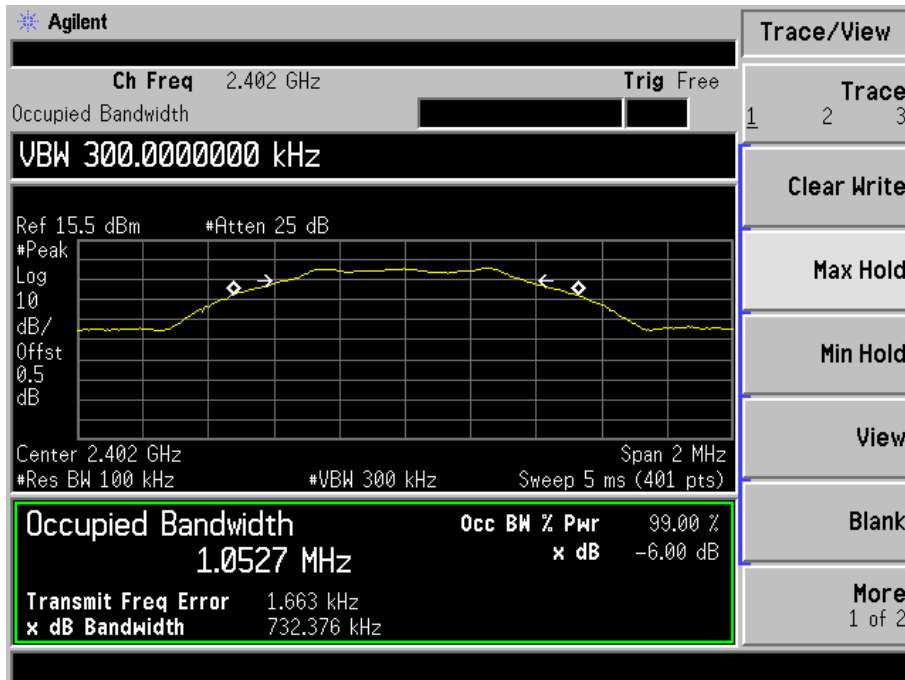 Agilent
Trace/View
Ch Freq 2.402 GHz Trig Free
Occupied Bandwidth
Trace
1 2 3
VBW 300.0000000 kHz
Clear Write
Ref 15.5 dBm #Atten 25 dB
#Peak
Log
10
dB/
Offst
0.5
dB
Max Hold
Min Hold
Center 2.402 GHz Span 2 MHz
#Res BW 100 kHz #VBW 300 kHz Sweep 5 ms (401 pts)
View
Occupied Bandwidth Occ BW % Pwr 99.00 %
1.0527 MHz x dB -6.00 dB
Blank
Transmit Freq Error 1.663 kHz
x dB Bandwidth 732.376 kHz
More
1 of 2